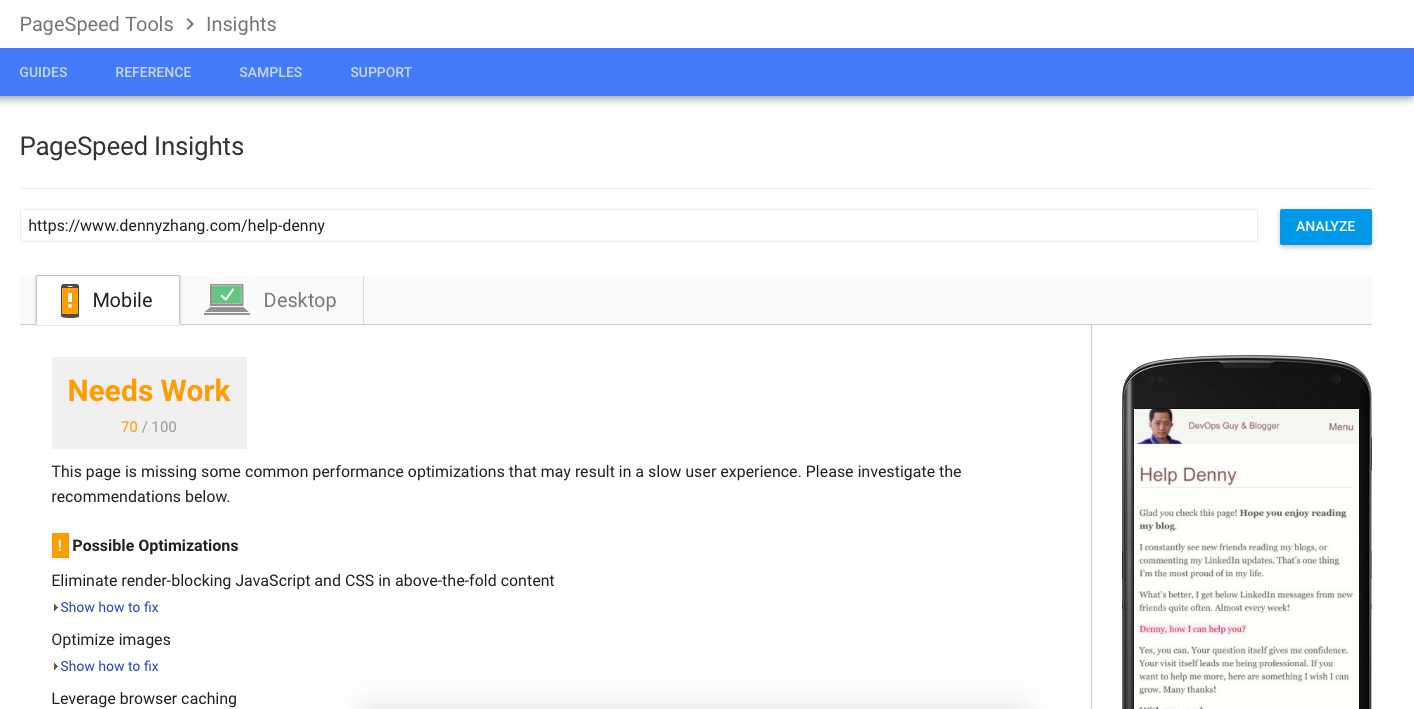 PageSpeed Tools > Insights
GUIDES REFERENCE SAMPLES SUPPORT
PageSpeed Insights
https://www.dennyzhang.com/help-denny ANALYZE
! Mobile Desktop
Needs Work
70 / 100
This page is missing some common performance optimizations that may result in a slow user experience. Please investigate the
recommendations below.
! Possible Optimizations
Eliminate render-blocking JavaScript and CSS in above-the-fold content
Show how to fix
Optimize images
Show how to fix
Leverage browser caching
DevOps Guy & Blogger Menu
Help Denny
Glad you check this page! Hope you enjoy reading
my blog.
I constantly see new friends reading my blogs, or
commenting my LinkedIn updates. That's one thing
I'm the most proud of in my life.
What's better, I get below LinkedIn messages from new
friends quite often. Almost every week!
Denny, how I can help you?
Yes, you can. Your question itself gives me confidence.
Your visit itself leads me being professional. If you
want to help me more, here are something I wish I can
grow. Many thanks!